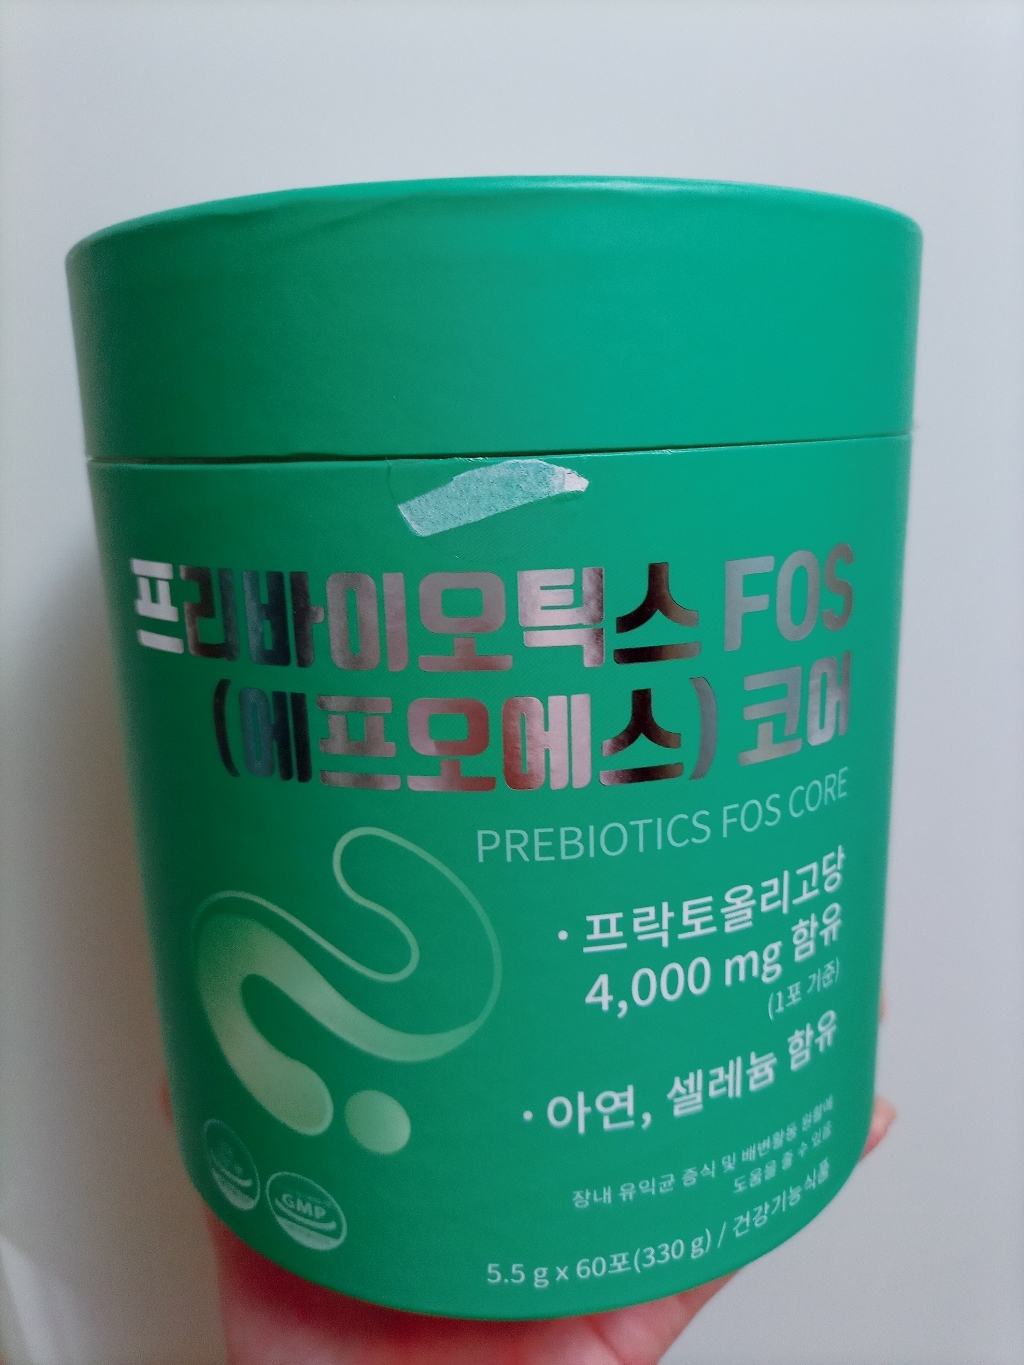 프리바이오틱스 FOS
(에프오에스) 코어
PREBIOTICS FOS CORE
· 프락토올리고당
4,000 mg 함유
(1포 기준)
· 아연, 셀레늄 함유
장내 유익균 증식 및 배변활동 원활에
도움을 줄 수 있음
GMP
5.5 g x 60포(330 g) / 건강기능식품